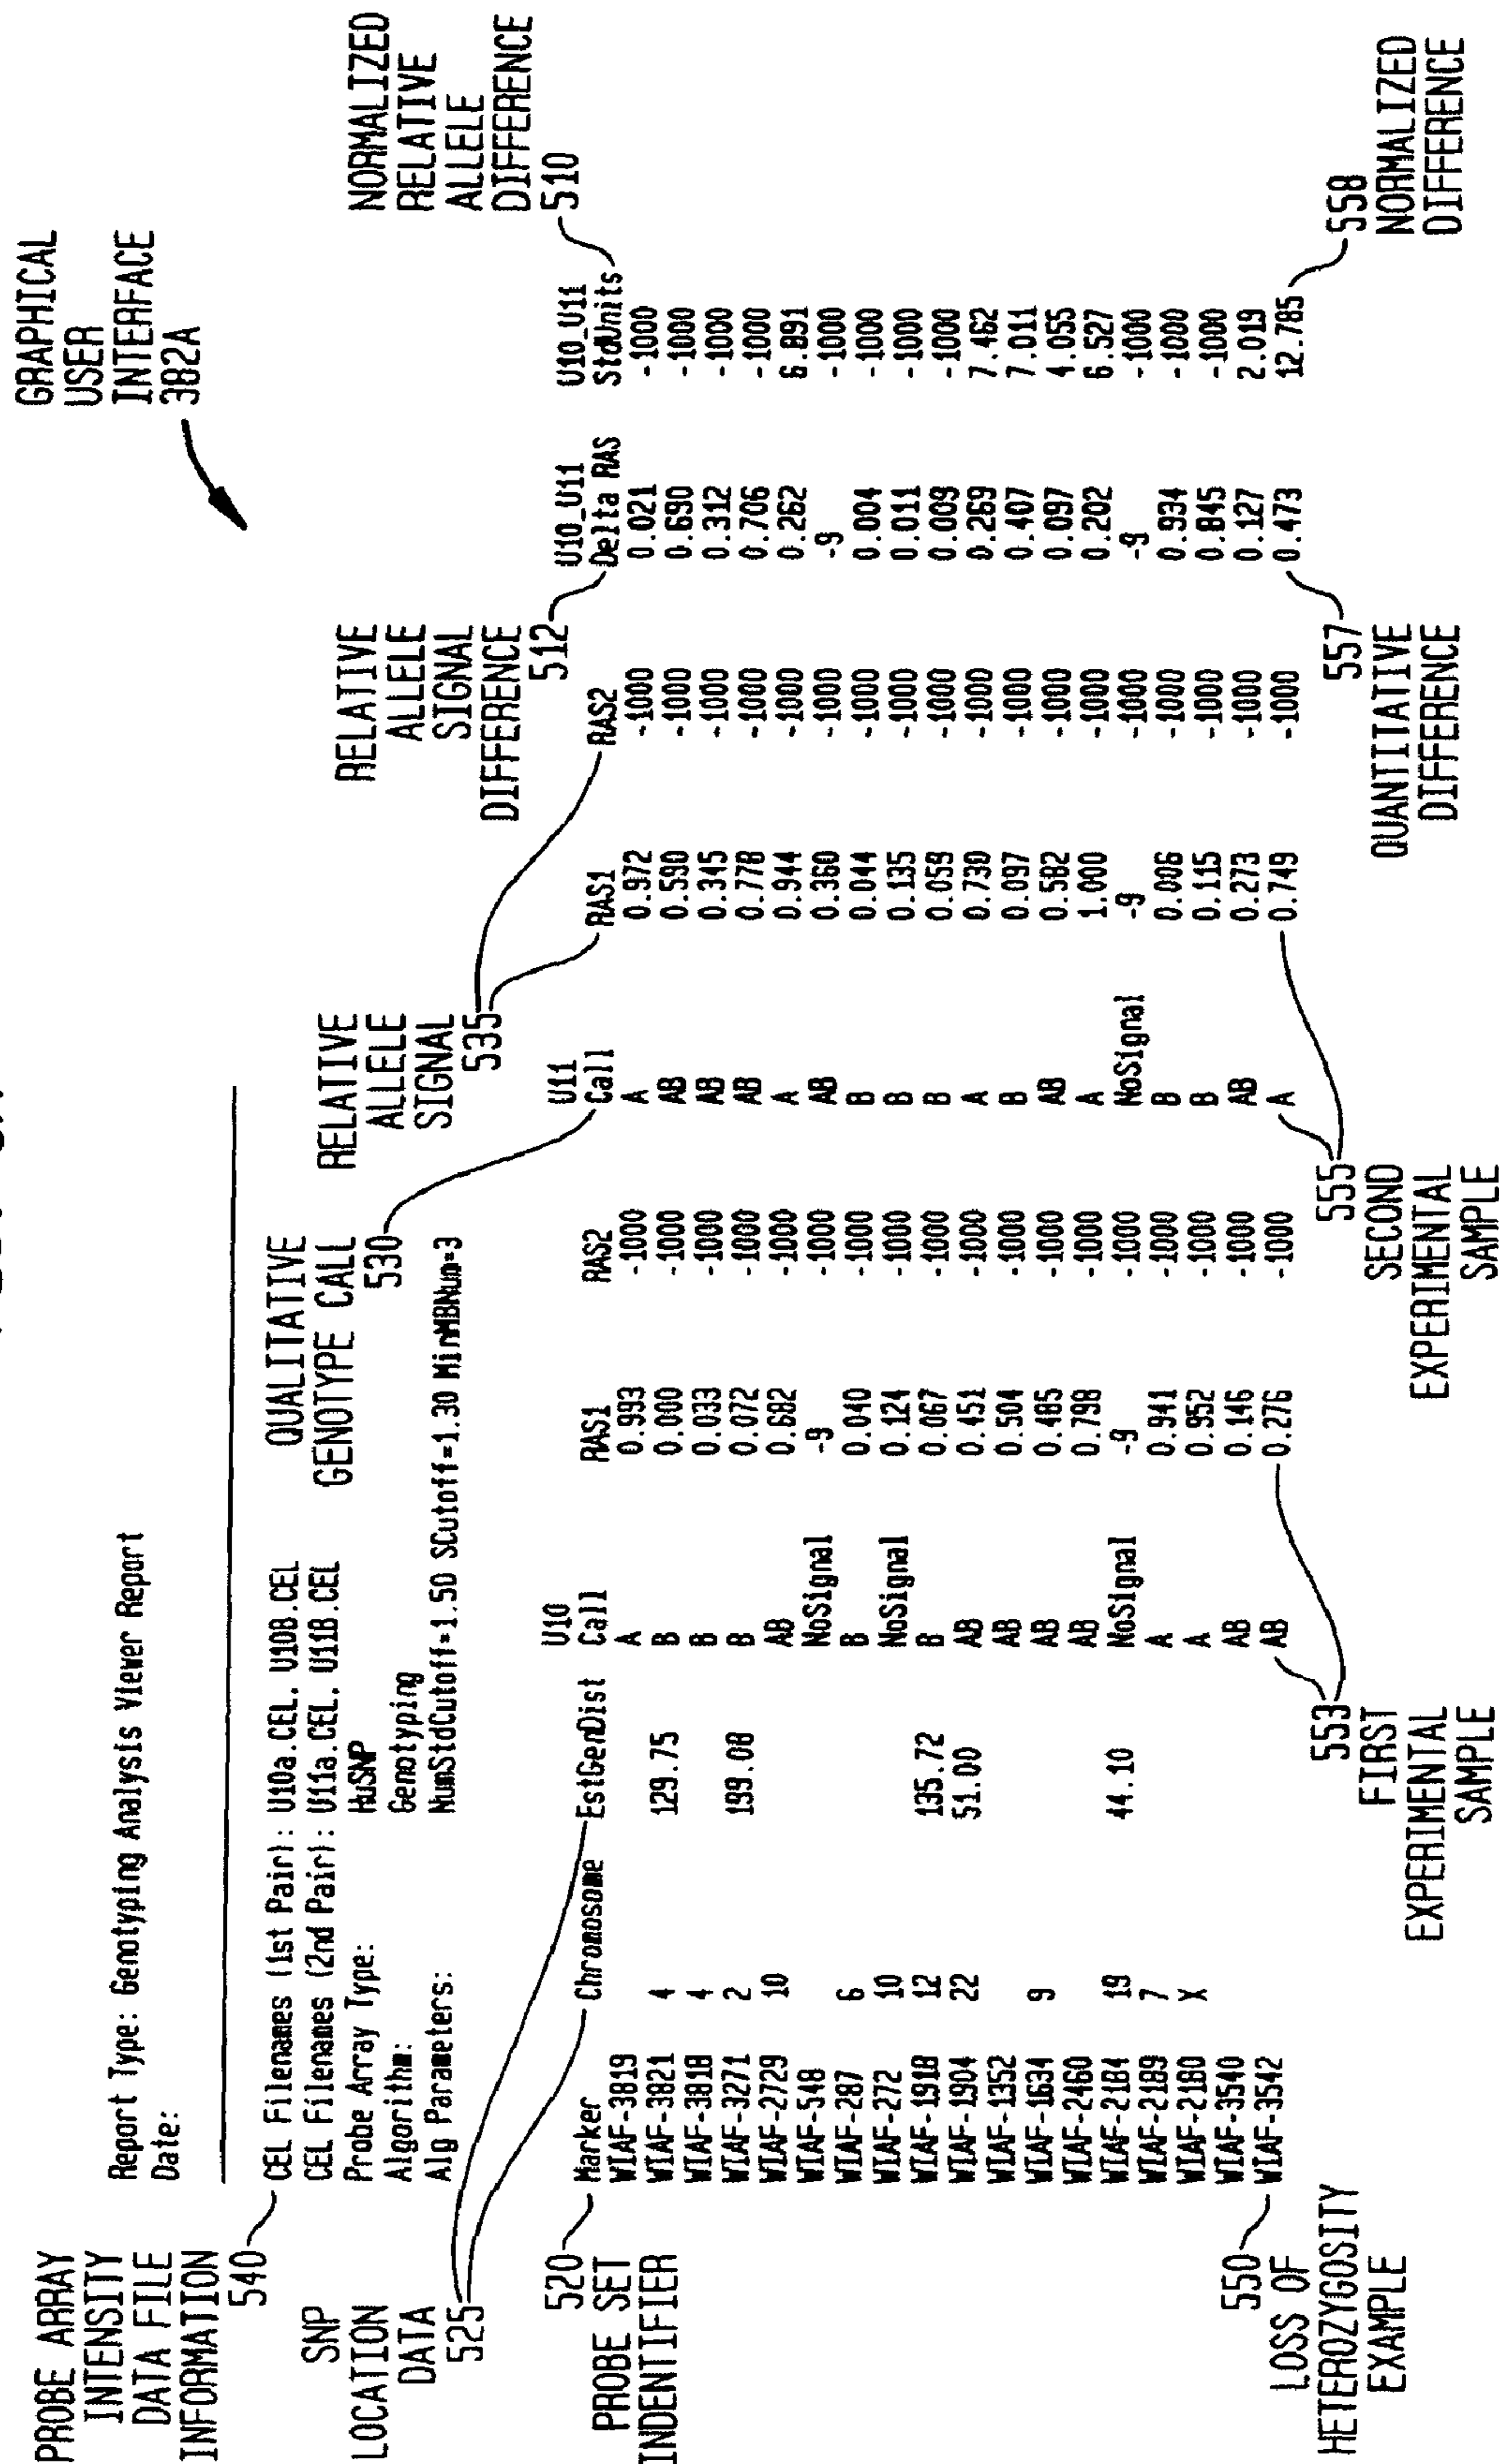 GRAPHICAL
USER
INTERFACE
382A
PROBE ARRAY
INTENSITY
DATA FILE
INFORMATION
540
Report Type: Genotyping Analysis Viewer Report
Date:
CEL Filenames (1st Pair): U10a.CEL, U10B.CEL
CEL Filenames (2nd Pair): U11a.CEL, U11B.CEL
Probe Array Type: HuSNP
Algorithm: Genotyping
Alg Parameters: NumStdCutoff=1.50 SCutoff=1.30 MinMBNum=3
SNP
LOCATION
DATA
525
QUALITATIVE
GENOTYPE CALL
530
RELATIVE
ALLELE
SIGNAL
535
RELATIVE
ALLELE
SIGNAL
DIFFERENCE
512
NORMALIZED
RELATIVE
ALLELE
DIFFERENCE
510
520
PROBE SET
INDENTIFIER
U10 U11 U10_U11 U10_U11
Marker Chromosome EstGenDist Call RAS1 RAS2 Call RAS1 RAS2 Delta RAS StdUnits
WIAF-3819 A 0.993 -1000 A 0.972 -1000 0.021 -1000
WIAF-3821 4 129.75 B 0.000 -1000 AB 0.590 -1000 0.690 -1000
WIAF-3818 4 B 0.033 -1000 AB 0.345 -1000 0.312 -1000
WIAF-3271 2 199.08 B 0.072 -1000 AB 0.778 -1000 0.706 -1000
WIAF-2729 10 AB 0.682 -1000 A 0.944 -1000 0.262 6.891
WIAF-548 NoSignal -9 -1000 AB 0.360 -1000 -9 -1000
WIAF-287 6 B 0.040 -1000 B 0.044 -1000 0.004 -1000
WIAF-272 10 NoSignal 0.124 -1000 B 0.135 -1000 0.011 -1000
WIAF-1918 12 135.72 B 0.067 -1000 B 0.059 -1000 0.009 -1000
WIAF-1904 22 51.00 AB 0.451 -1000 A 0.730 -1000 0.269 7.462
WIAF-1352 AB 0.504 -1000 B 0.097 -1000 0.407 7.011
WIAF-1634 9 AB 0.485 -1000 AB 0.582 -1000 0.097 4.055
WIAF-2460 AB 0.798 -1000 A 1.000 -1000 0.202 6.527
WIAF-2184 19 44.10 NoSignal -9 -1000 NoSignal -9 -1000 -9 -1000
WIAF-2189 7 A 0.941 -1000 B 0.006 -1000 0.934 -1000
WIAF-2180 X A 0.952 -1000 B 0.115 -1000 0.845 -1000
WIAF-3540 AB 0.146 -1000 AB 0.273 -1000 0.127 2.019
WIAF-3542 AB 0.276 -1000 A 0.749 -1000 0.473 12.785
550
LOSS OF
HETEROZYGOSITY
EXAMPLE
553
FIRST
EXPERIMENTAL
SAMPLE
555
SECOND
EXPERIMENTAL
SAMPLE
557
QUANTITATIVE
DIFFERENCE
558
NORMALIZED
DIFFERENCE